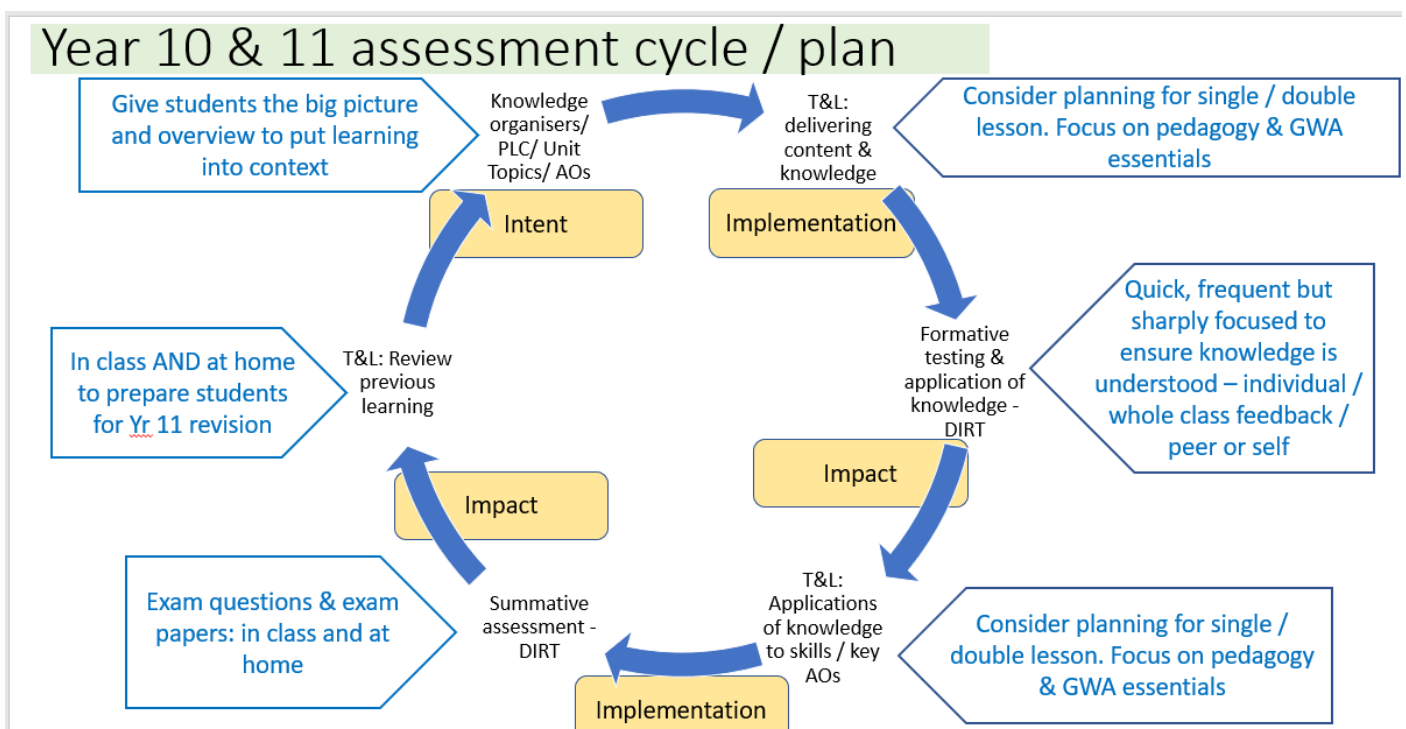 Year 10 & 11 assessment cycle / plan
Give students the big picture
and overview to put learning
into context
Knowledge
organisers/
PLC/ Unit
Topics/ AOs
T&L:
delivering
content &
knowledge
Consider planning for single / double
lesson. Focus on pedagogy & GWA
essentials
Intent
Implementation
Quick, frequent but
sharply focused to
ensure knowledge is
understood – individual /
whole class feedback /
peer or self
Formative
testing &
application of
knowledge -
DIRT
In class AND at home
to prepare students
for Yr 11 revision
T&L: Review
previous
learning
Impact
Impact
Exam questions & exam
papers: in class and at
home
Summative
assessment -
DIRT
T&L:
Applications
of knowledge
to skills / key
AOs
Consider planning for single /
double lesson. Focus on pedagogy
& GWA essentials
Implementation